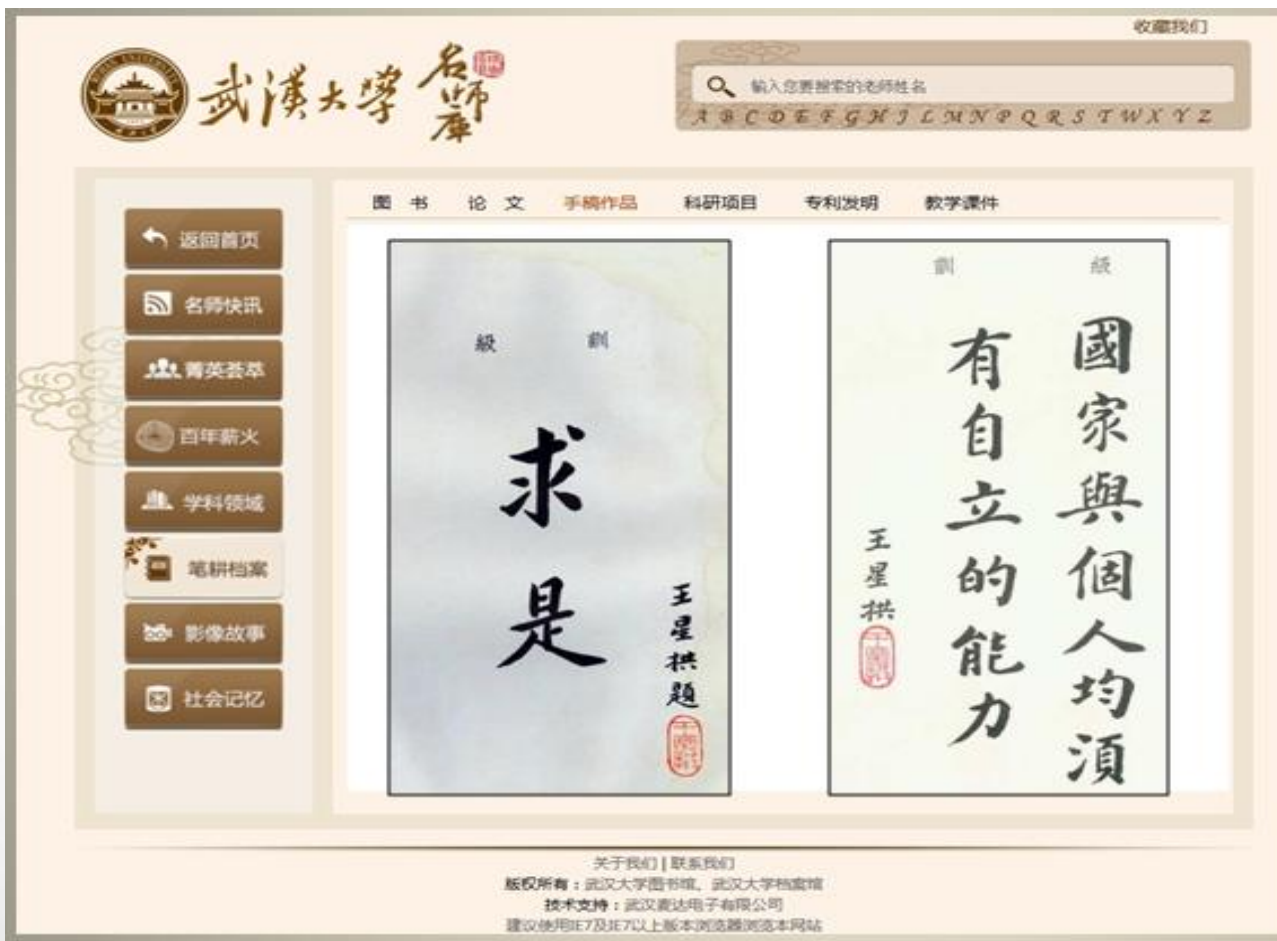 收藏我们
武漢大學 名师庫
输入您要搜索的老师姓名
A B C D E F G H J L M N P Q R S T W X Y Z
图 书 论 文 手稿作品 科研项目 专利发明 教学课件
返回首页
名师快讯
菁英荟萃
百年薪火
学科领域
笔耕档案
影像故事
社会记忆
級 訓
求是
王星拱題
級 訓
國家與個人均須
有自立的能力
王星拱
关于我们 | 联系我们
版权所有：武汉大学图书馆、武汉大学档案馆
技术支持：武汉麦达电子有限公司
建议使用IE7及IE7以上版本浏览器浏览本网站